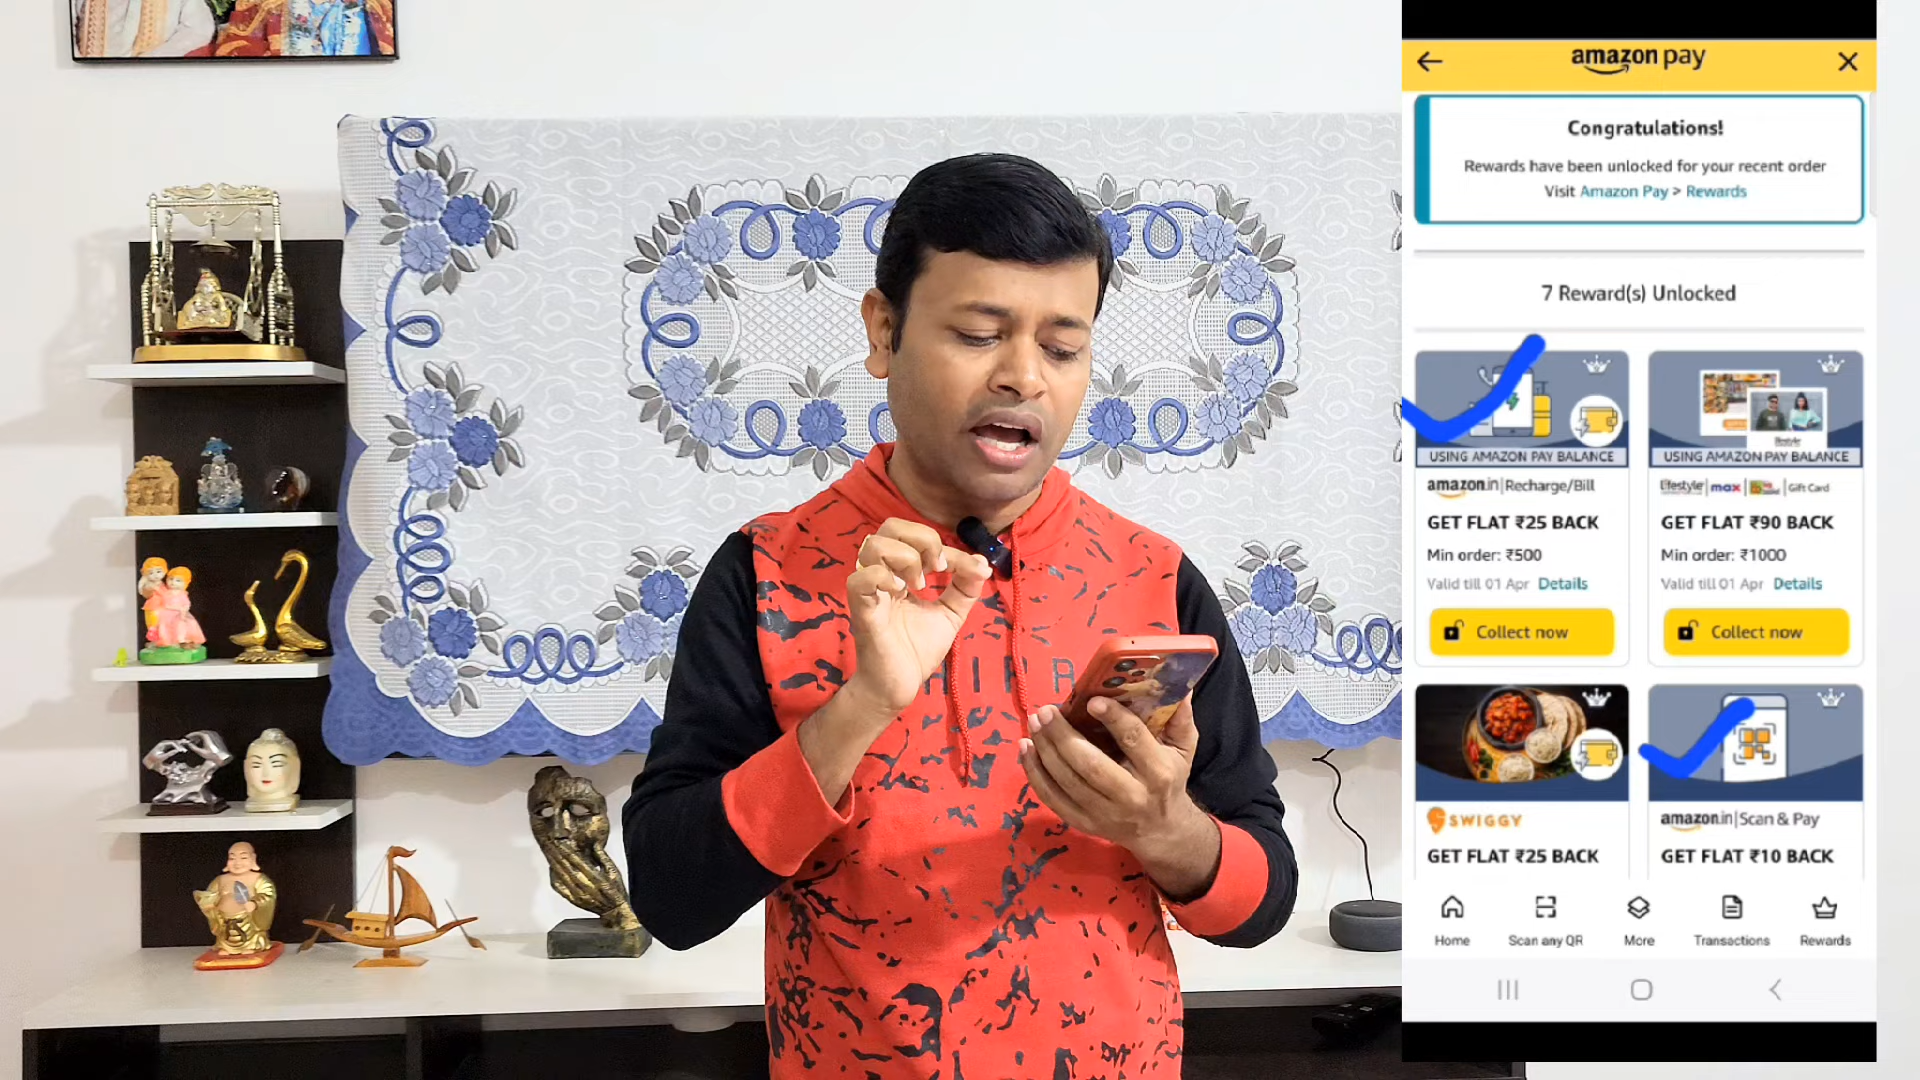 amazon pay
Congratulations!
Rewards have been unlocked for your recent order
Visit Amazon Pay > Rewards
7 Reward(s) Unlocked
USING AMAZON PAY BALANCE
amazon.in|Recharge/Bill
GET FLAT ₹25 BACK
Min order: ₹500
Valid till 01 Apr Details
Collect now
lifestyle
USING AMAZON PAY BALANCE
lifestyle | max | | Gift Card
GET FLAT ₹90 BACK
Min order: ₹1000
Valid till 01 Apr Details
Collect now
SWIGGY
GET FLAT ₹25 BACK
amazon.in|Scan & Pay
GET FLAT ₹10 BACK
Home
Scan any QR
More
Transactions
Rewards